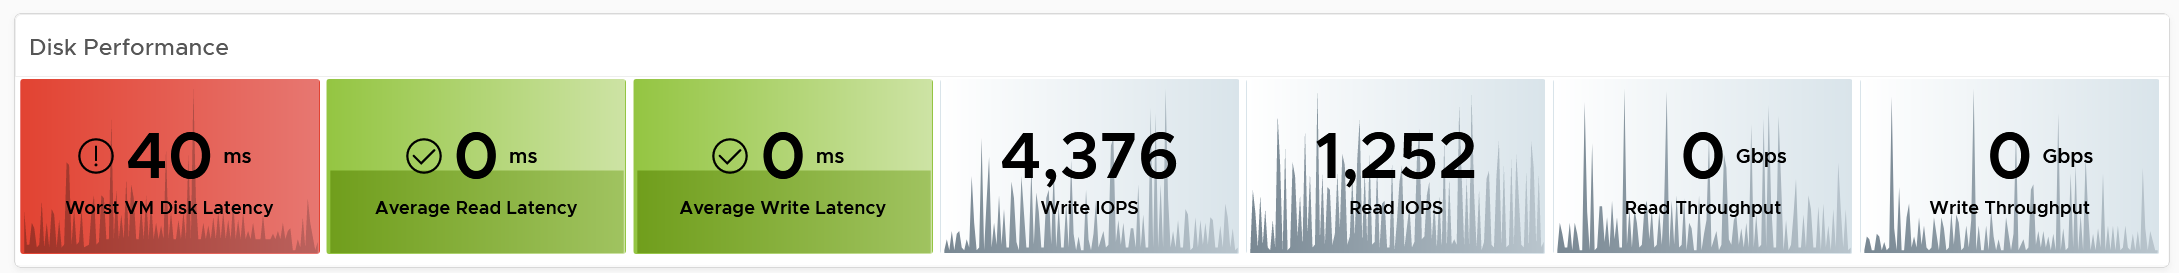 Disk Performance
40 ms
Worst VM Disk Latency
0 ms
Average Read Latency
0 ms
Average Write Latency
4,376
Write IOPS
1,252
Read IOPS
0 Gbps
Read Throughput
0 Gbps
Write Throughput